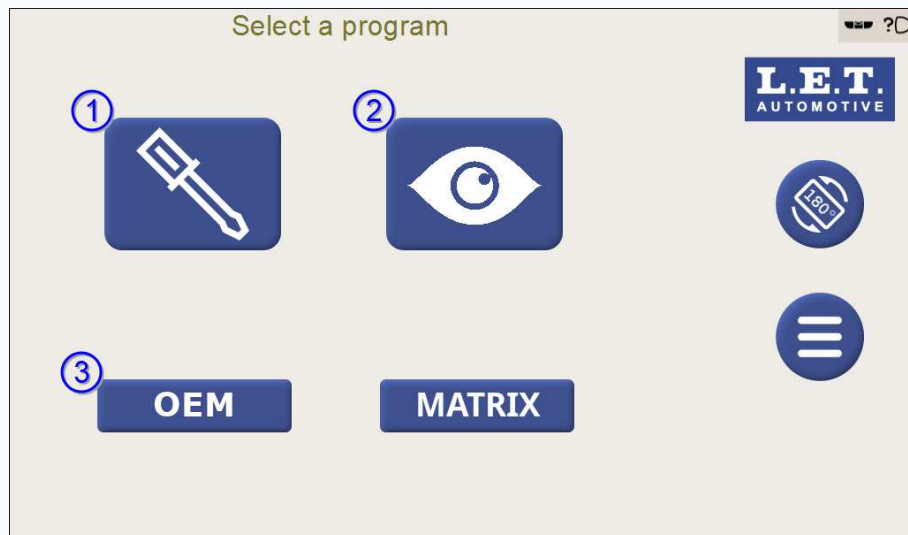 Select a program
?
L.E.T.
AUTOMOTIVE
1
2
180°
3
OEM
MATRIX